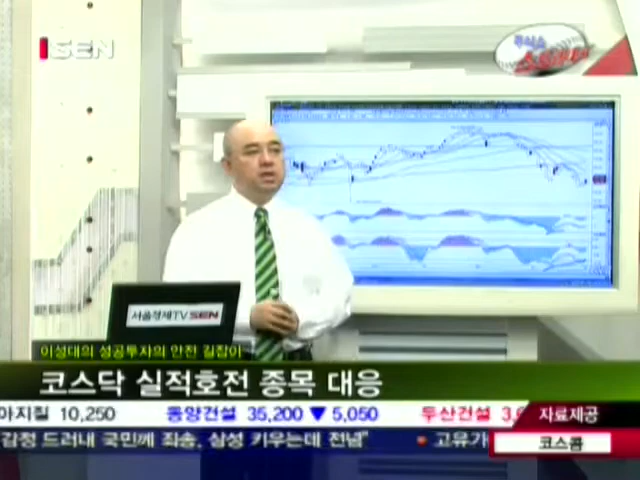 SEN
주식쇼
서울경제TV SEN
이성대의 성공투자의 안전 길잡이
코스닥 실적호전 종목 대응
아지질 10,250 동양건설 35,200 ▼ 5,050 두산건설
자료제공
감정 드러내 국민께 죄송, 삼성 키우는데 전념" • 고유가
코스콤